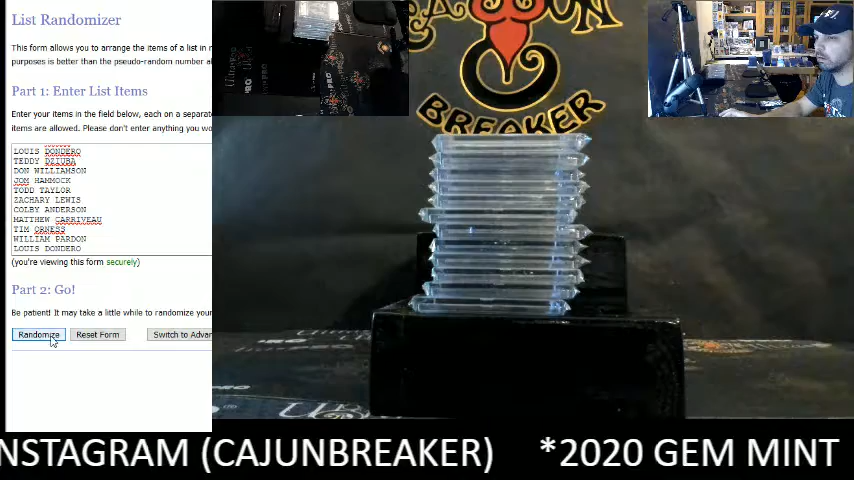 List Randomizer
This form allows you to arrange the items of a list in
purposes is better than the pseudo-random number
Part 1: Enter List Items
Enter your items in the field below, each on a separat
items are allowed. Please don't enter anything you wo
LOUIS DONDERO
TEDDY DZIUBA
DON WILLIAMSON
JOM HAMMOCK
TODD TAYLOR
ZACHARY LEWIS
COLBY ANDERSON
MATTHEW CARRIVEAU
TIM ORNESS
WILLIAM PARDON
LOUIS DONDERO
(you're viewing this form securely)
Part 2: Go!
Be patient! It may take a little while to randomize your
Randomize Reset Form Switch to Advan
BREAKER
NSTAGRAM (CAJUNBREAKER) *2020 GEM MINT